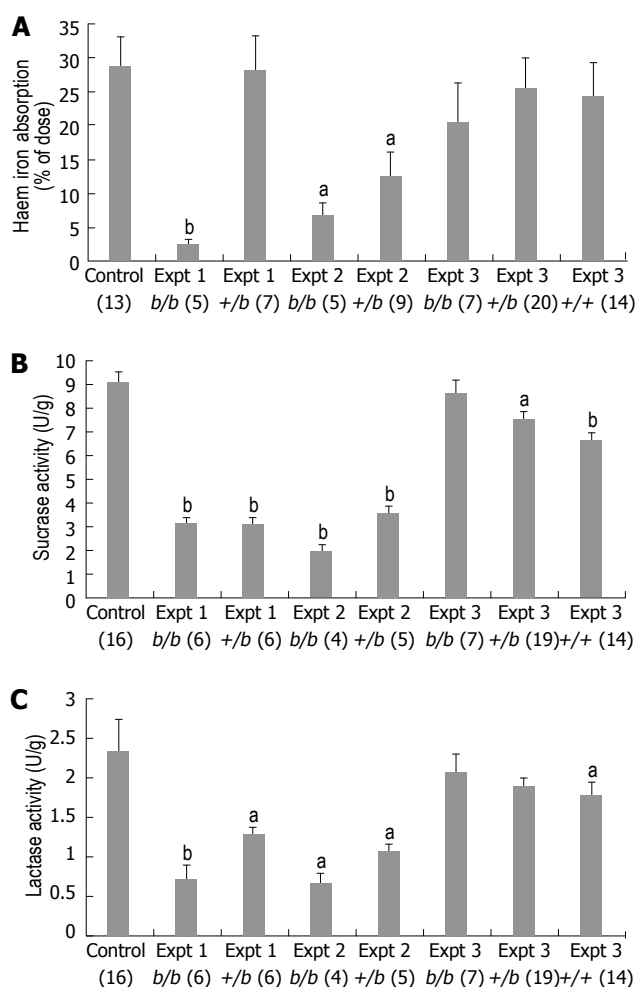 A
Haem iron absorption
(% of dose)
35
30
25
20
15
10
5
0
b
a
a
Control Expt 1 Expt 1 Expt 2 Expt 2 Expt 3 Expt 3 Expt 3
(13) b/b (5) +/b (7) b/b (5) +/b (9) b/b (7) +/b (20) +/+ (14)
B
Sucrase activity (U/g)
10
9
8
7
6
5
4
3
2
1
0
b
b
b
b
a
b
Control Expt 1 Expt 1 Expt 2 Expt 2 Expt 3 Expt 3 Expt 3
(16) b/b (6) +/b (6) b/b (4) +/b (5) b/b (7) +/b (19) +/+ (14)
C
Lactase activity (U/g)
3
2.5
2
1.5
1
0.5
0
b
a
a
a
a
Control Expt 1 Expt 1 Expt 2 Expt 2 Expt 3 Expt 3 Expt 3
(16) b/b (6) +/b (6) b/b (4) +/b (5) b/b (7) +/b (19) +/+ (14)